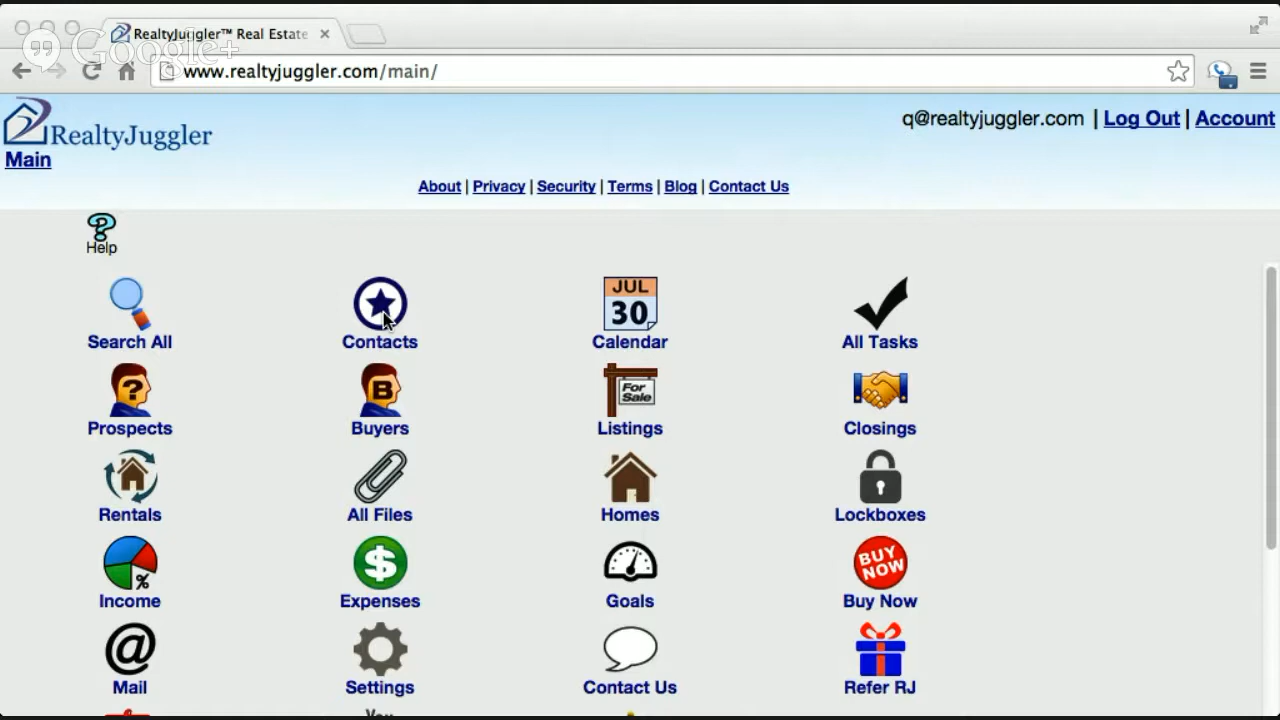 RealtyJuggler™ Real Estate
Google+
www.realtyjuggler.com/main/
RealtyJuggler
q@realtyjuggler.com | Log Out | Account
Main
About | Privacy | Security | Terms | Blog | Contact Us
?
Help
JUL
30
Search All
Contacts
Calendar
All Tasks
?
B
For
Sale
Prospects
Buyers
Listings
Closings
Rentals
All Files
Homes
Lockboxes
%
$
BUY
NOW
Income
Expenses
Goals
Buy Now
@
Mail
Settings
Contact Us
Refer RJ
You